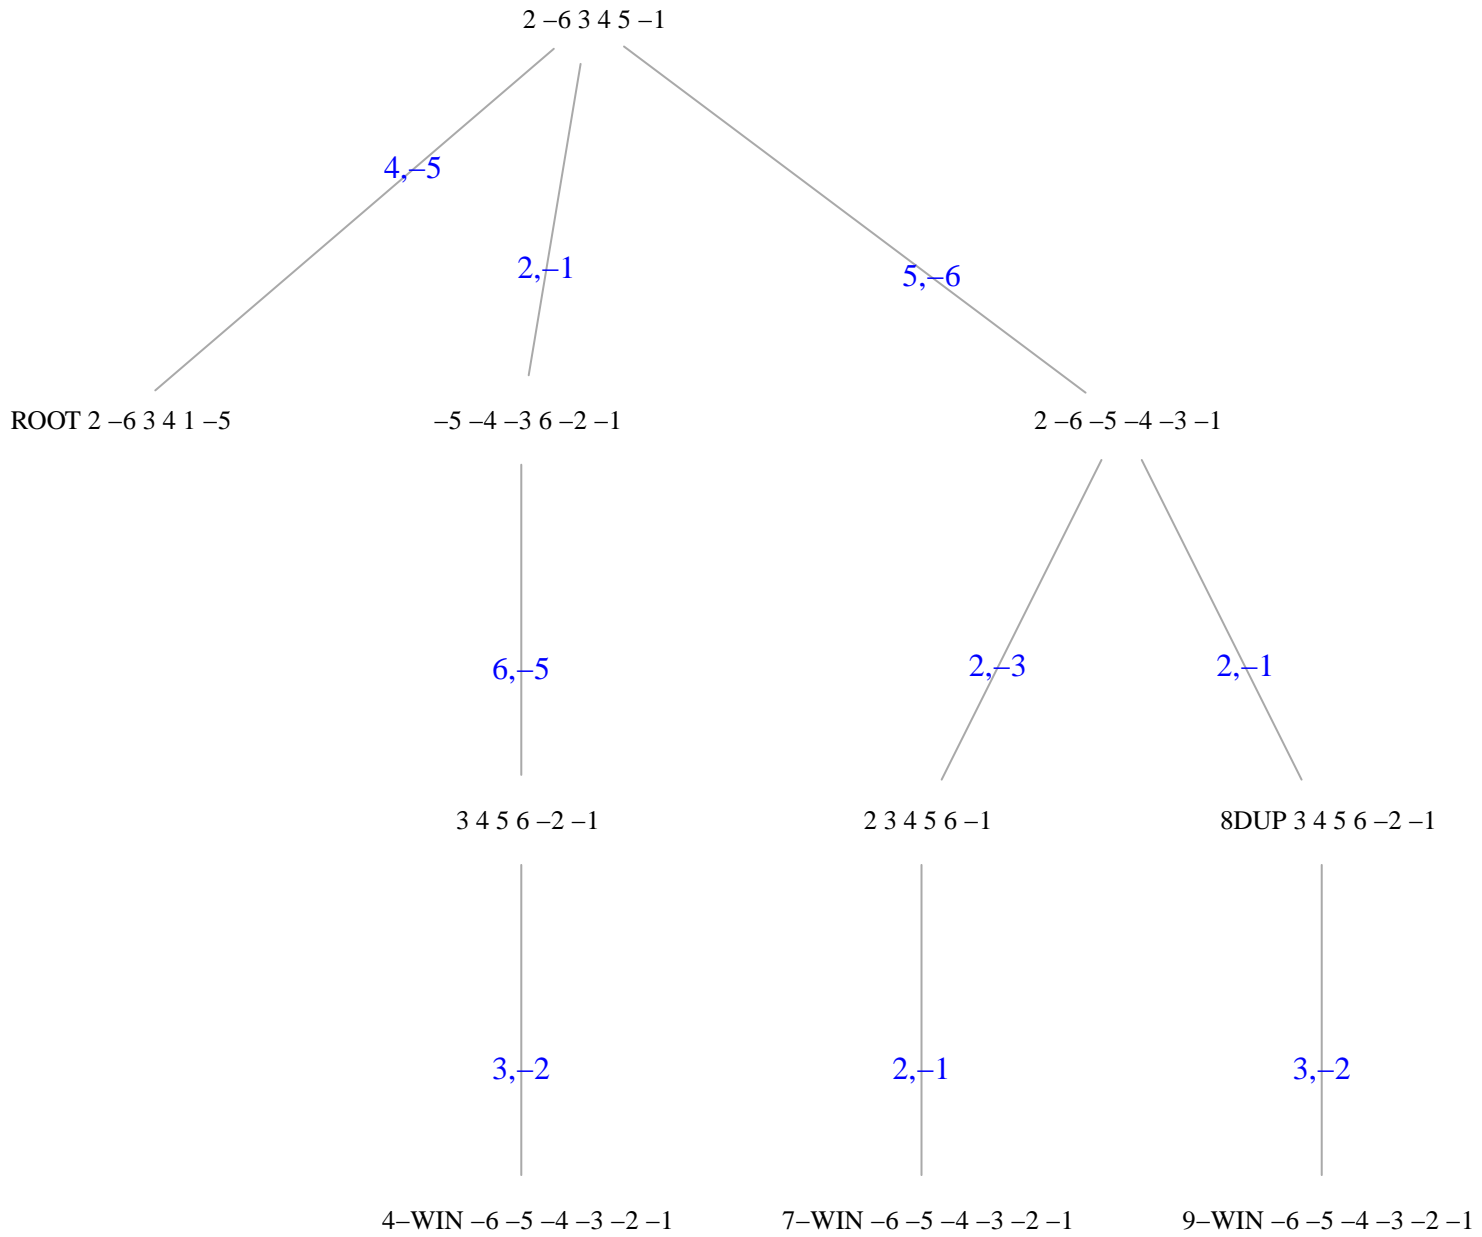 2 –6 3 4 5 –1
4,–5
2,–1
5,–6
ROOT 2 –6 3 4 1 –5
–5 –4 –3 6 –2 –1
2 –6 –5 –4 –3 –1
6,–5
2,–3
2,–1
3 4 5 6 –2 –1
2 3 4 5 6 –1
8DUP 3 4 5 6 –2 –1
3,–2
2,–1
3,–2
4–WIN –6 –5 –4 –3 –2 –1
7–WIN –6 –5 –4 –3 –2 –1
9–WIN –6 –5 –4 –3 –2 –1